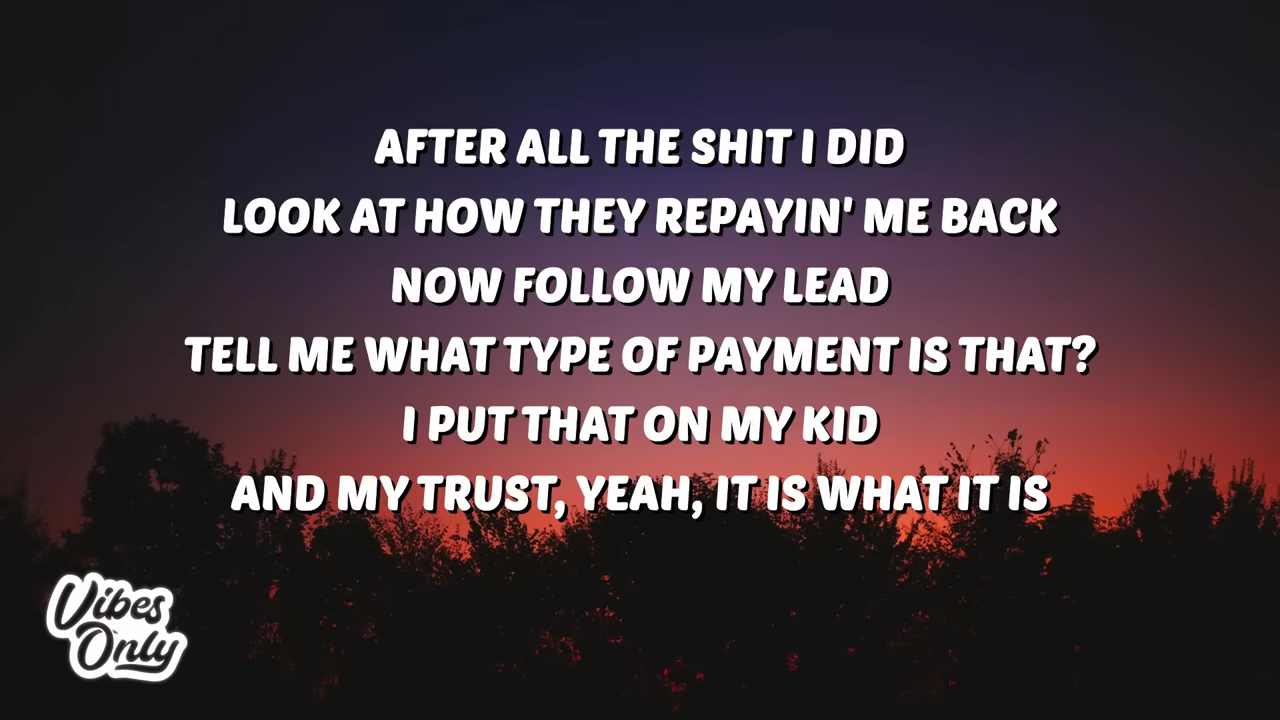 AFTER ALL THE SHIT I DID
LOOK AT HOW THEY REPAYIN' ME BACK
NOW FOLLOW MY LEAD
TELL ME WHAT TYPE OF PAYMENT IS THAT?
I PUT THAT ON MY KID
AND MY TRUST, YEAH, IT IS WHAT IT IS
Vibes
Only